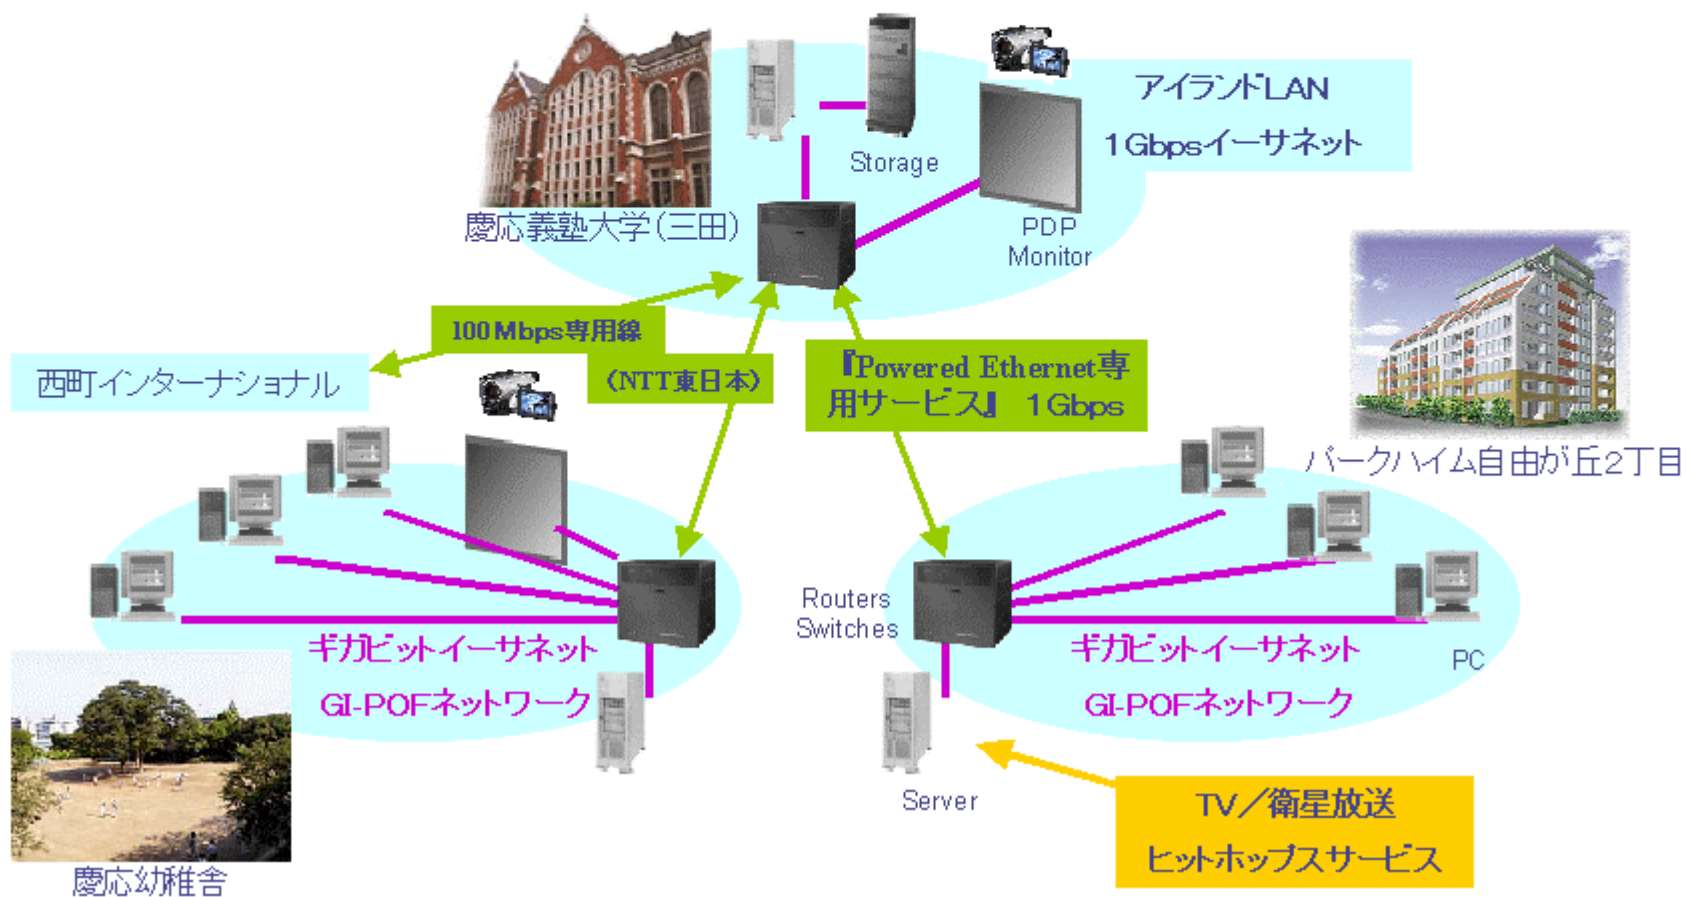 アイランドLAN
1Gbpsイーサネット
Storage
慶応義塾大学(三田)
PDP
Monitor
100Mbps専用線
(NTT東日本)
『Powered Ethernet専
用サービス』 1Gbps
西町インターナショナル
パークハイム自由が丘2丁目
Routers
Switches
ギガビットイーサネット
GI-POFネットワーク
ギガビットイーサネット
GI-POFネットワーク
PC
Server
TV/衛星放送
ヒットホップスサービス
慶応幼稚舎